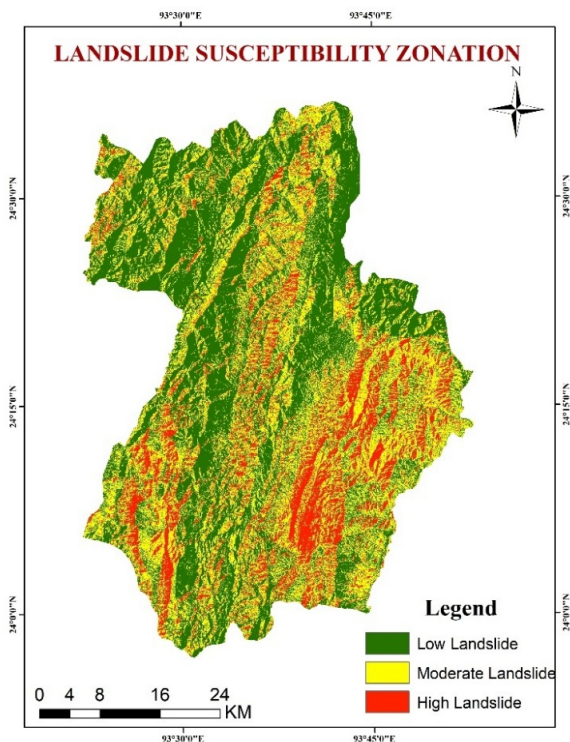 93°30'0"E 93°45'0"E
LANDSLIDE SUSCEPTIBILITY ZONATION
N
24°30'0"N 24°30'0"N
24°15'0"N 24°15'0"N
24°0'0"N 24°0'0"N
Legend
Low Landslide
Moderate Landslide
High Landslide
0 4 8 16 24
KM
93°30'0"E 93°45'0"E